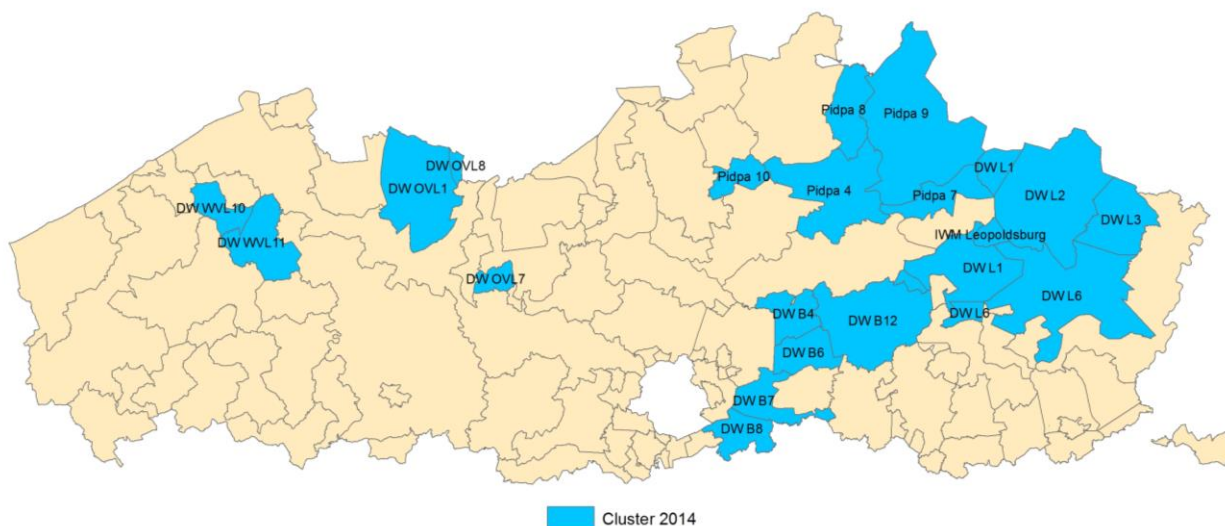 Pidpa 8
Pidpa 9
DW OVL8
DW L1
Pidpa 10
DW OVL1
Pidpa 4
Pidpa 7
DW L2
DW WVL10
DW L3
IWM Leopoldsburg
DW WVL11
DW L1
DW OVL7
DW L6
DW B4
DW B12
DW L6
DW B6
DW B7
DW B8
Cluster 2014